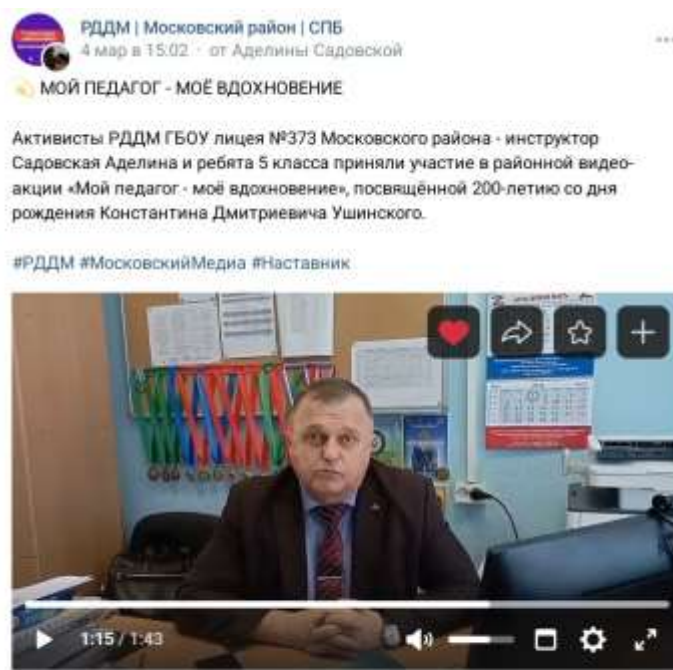 РДДМ | Московский район | СПБ
4 мар в 15:02 · от Аделины Садовской
МОЙ ПЕДАГОГ - МОЁ ВДОХНОВЕНИЕ
Активисты РДДМ ГБОУ лицея №373 Московского района - инструктор
Садовская Аделина и ребята 5 класса приняли участие в районной видео-
акции «Мой педагог - моё вдохновение», посвящённой 200-летию со дня
рождения Константина Дмитриевича Ушинского.
#РДДМ #МосковскийМедиа #Наставник
1:15 / 1:43